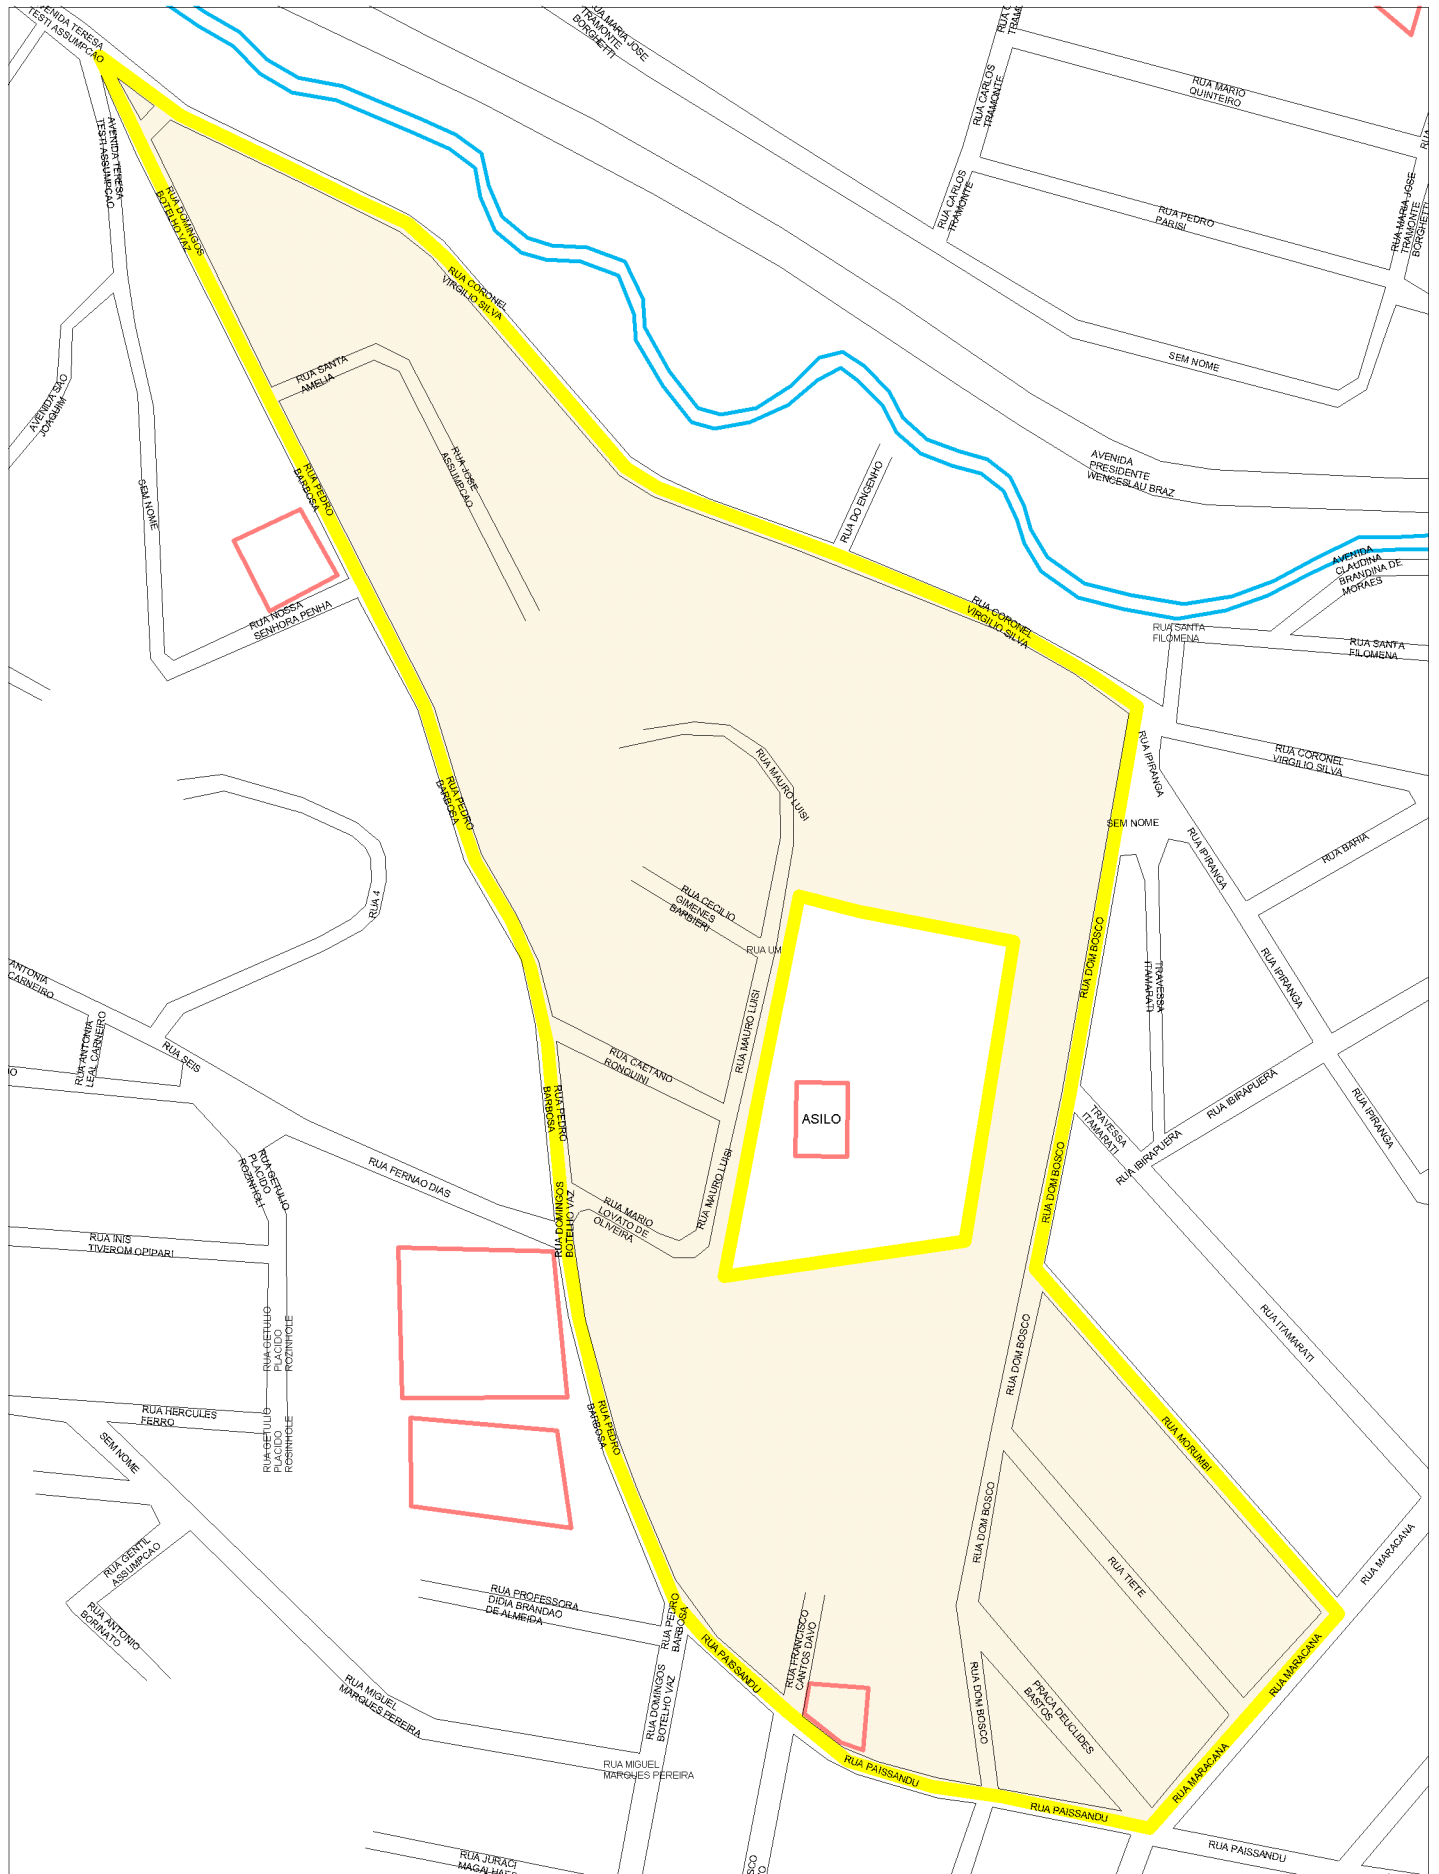 AVENIDA TERESA
TESTI ASSUMPCAO
RUA MARIA JOSE
TRAMONTE
BORGHETTI
RUA CARLOS
TRAMONTE
RUA MARIO
QUINTEIRO
RUA CARLOS
TRAMONTE
RUA PEDRO
PARISI
RUA MARIA JOSE
TRAMONTE
BORGHETTI
AVENIDA TERESA
TESTI ASSUMPCAO
RUA DOMINGOS
BOTELHO VAZ
RUA CORONEL
VIRGILIO SILVA
SEM NOME
RUA SANTA
AMELIA
AVENIDA SAO
JOAQUIM
RUA JOSE
ASSUMPCAO
AVENIDA
PRESIDENTE
WENCESLAU BRAZ
RUA PEDRO
BARBOSA
SEM NOME
RUA DO ENGENHO
AVENIDA
CLAUDINA
BRANDINA DE
MORAES
RUA NOSSA
SENHORA PENHA
RUA CORONEL
VIRGILIO SILVA
RUA SANTA
FILOMENA
RUA SANTA
FILOMENA
RUA IPIRANGA
RUA CORONEL
VIRGILIO SILVA
RUA MAURO LUISI
RUA PEDRO
BARBOSA
SEM NOME
RUA IPIRANGA
RUA BAHIA
RUA 4
RUA CECILIO
GIMENES
BARBIERI
RUA UM
RUA DOM BOSCO
RUA IPIRANGA
TRAVESSA
ITAMARATI
ANTONIA
CARNEIRO
RUA ANTONIA
LEAL CARNEIRO
RUA SEIS
RUA MAURO LUISI
RUA CAETANO
RONQUINI
RUA PEDRO
BARBOSA
ASILO
TRAVESSA
ITAMARATI
RUA IBIRAPUERA
RUA IBIRAPUERA
RUA IPIRANGA
RUA GETULIO
PLACIDO
ROZINHOLI
RUA FERNAO DIAS
RUA DOMINGOS
BOTELHO VAZ
RUA MARIO
LOVATO DE
OLIVEIRA
RUA MAURO LUISI
RUA DOM BOSCO
RUA INIS
TIVEROM OPIPARI
RUA GETULIO
PLACIDO
ROZINHOLE
RUA ITAMARATI
RUA DOM BOSCO
RUA HERCULES
FERRO
RUA GETULIO
PLACIDO
ROSINHOLE
SEM NOME
RUA PEDRO
BARBOSA
RUA MORUMBI
RUA DOM BOSCO
RUA GENTIL
ASSUMPCAO
RUA ANTONIO
BORINATO
RUA PROFESSORA
DIDIA BRANDAO
DE ALMEIDA
RUA PEDRO
BARBOSA
RUA TIETE
RUA MARACANA
RUA PAISSANDU
RUA FRANCISCO
CANTOS DAVO
RUA MARACANA
RUA MIGUEL
MARQUES PEREIRA
RUA DOMINGOS
BOTELHO VAZ
RUA DOM BOSCO
PRACA DEUCLIDES
BASTOS
RUA MIGUEL
MARQUES PEREIRA
RUA PAISSANDU
RUA MARACANA
RUA PAISSANDU
RUA PAISSANDU
RUA JURACI